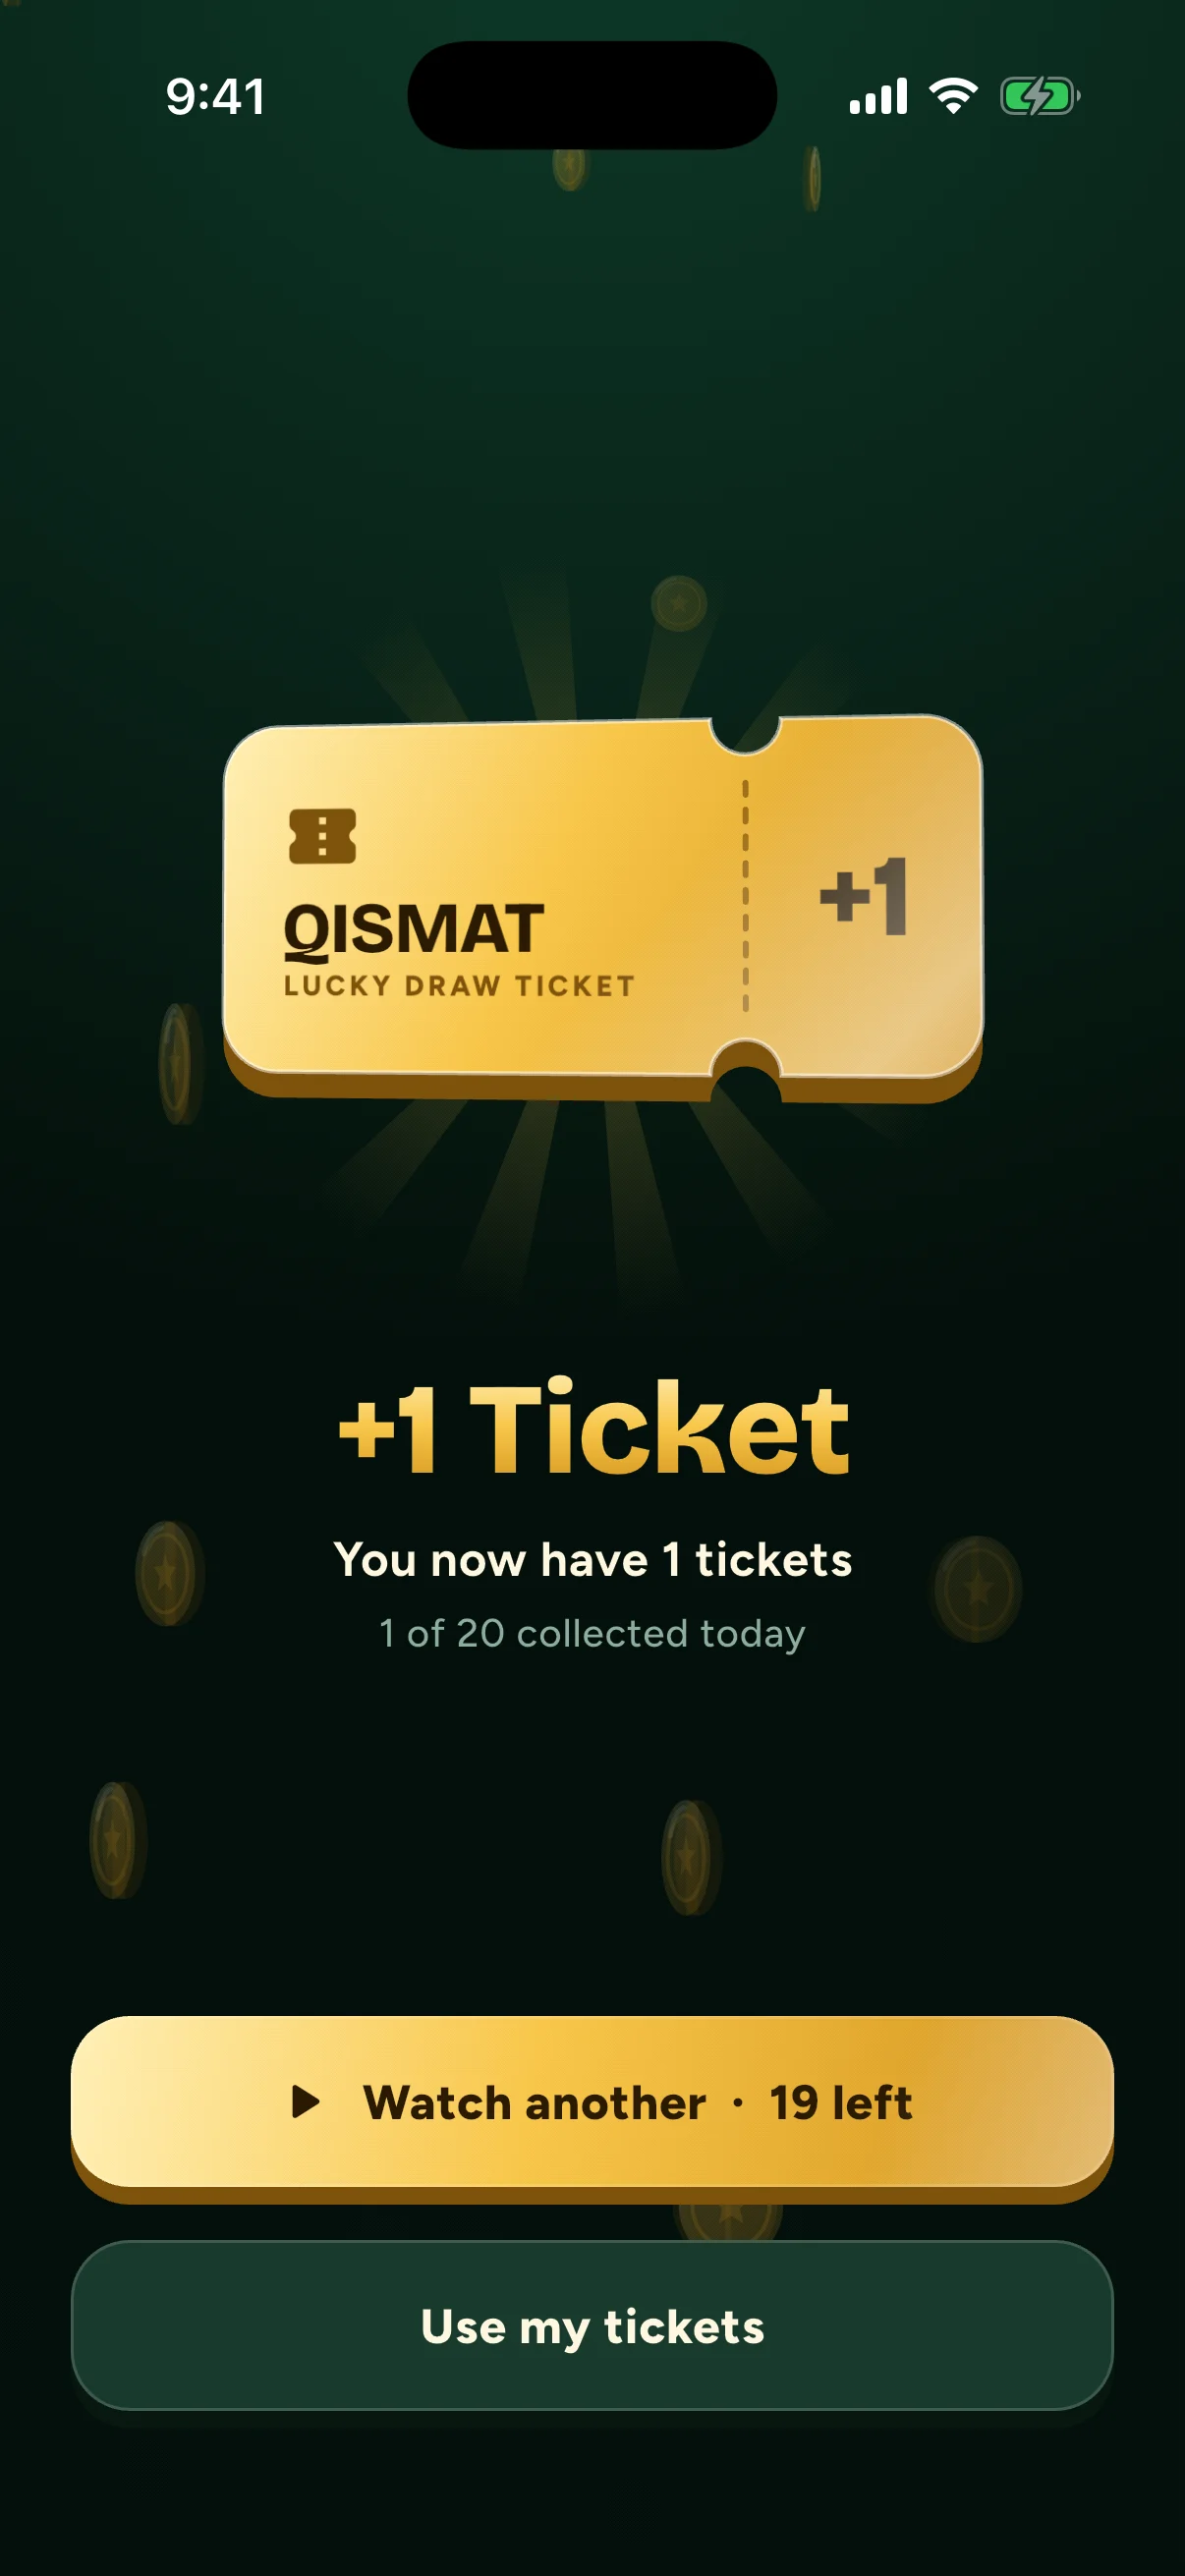 9:41
QISMAT
LUCKY DRAW TICKET
+1
+1 Ticket
You now have 1 tickets
1 of 20 collected today
Watch another · 19 left
Use my tickets